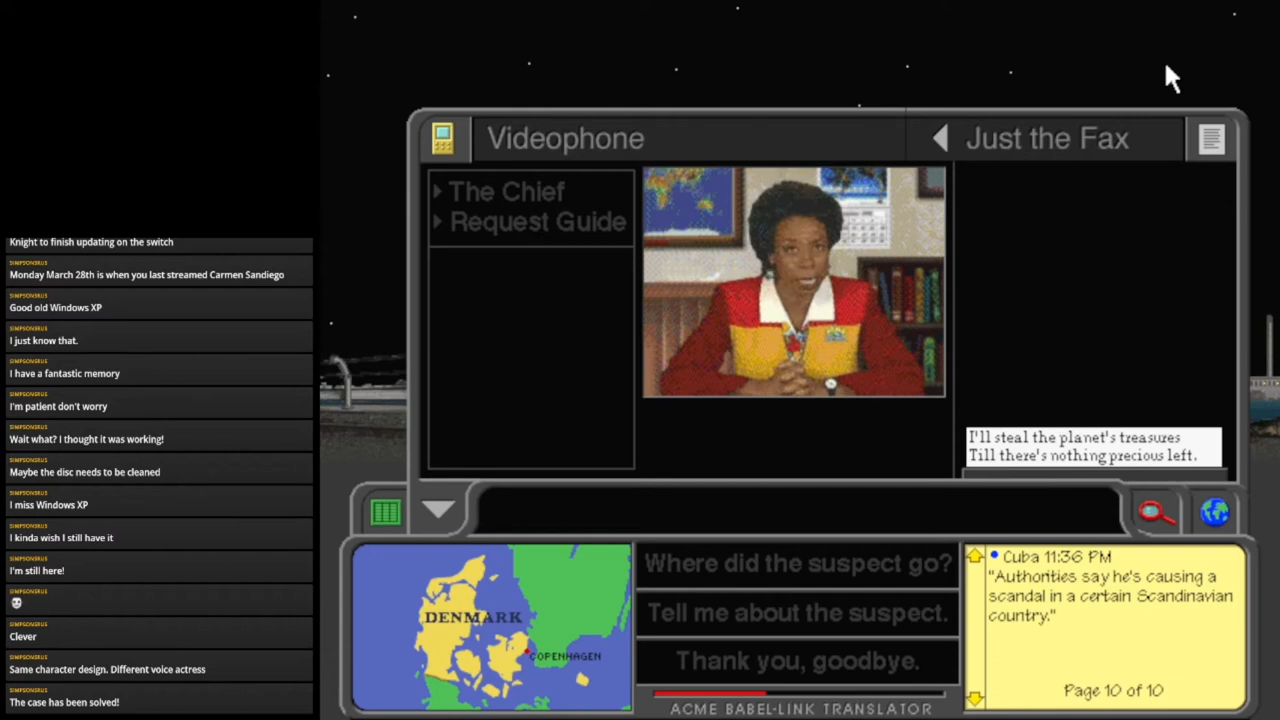 Knight to finish updating on the switch
SIMPSONSRUS
Monday March 28th is when you last streamed Carmen Sandiego
SIMPSONSRUS
Good old Windows XP
SIMPSONSRUS
I just know that.
SIMPSONSRUS
I have a fantastic memory
SIMPSONSRUS
I'm patient don't worry
SIMPSONSRUS
Wait what? I thought it was working!
SIMPSONSRUS
Maybe the disc needs to be cleaned
SIMPSONSRUS
I miss Windows XP
SIMPSONSRUS
I kinda wish I still have it
SIMPSONSRUS
I'm still here!
SIMPSONSRUS
SIMPSONSRUS
Clever
SIMPSONSRUS
Same character design. Different voice actress
SIMPSONSRUS
The case has been solved!
Videophone
Just the Fax
The Chief
Request Guide
I'll steal the planet's treasures
Till there's nothing precious left.
DENMARK
COPENHAGEN
Where did the suspect go?
Tell me about the suspect.
Thank you, goodbye.
ACME BABEL-LINK TRANSLATOR
Cuba 11:36 PM
"Authorities say he's causing a
scandal in a certain Scandinavian
country."
Page 10 of 10